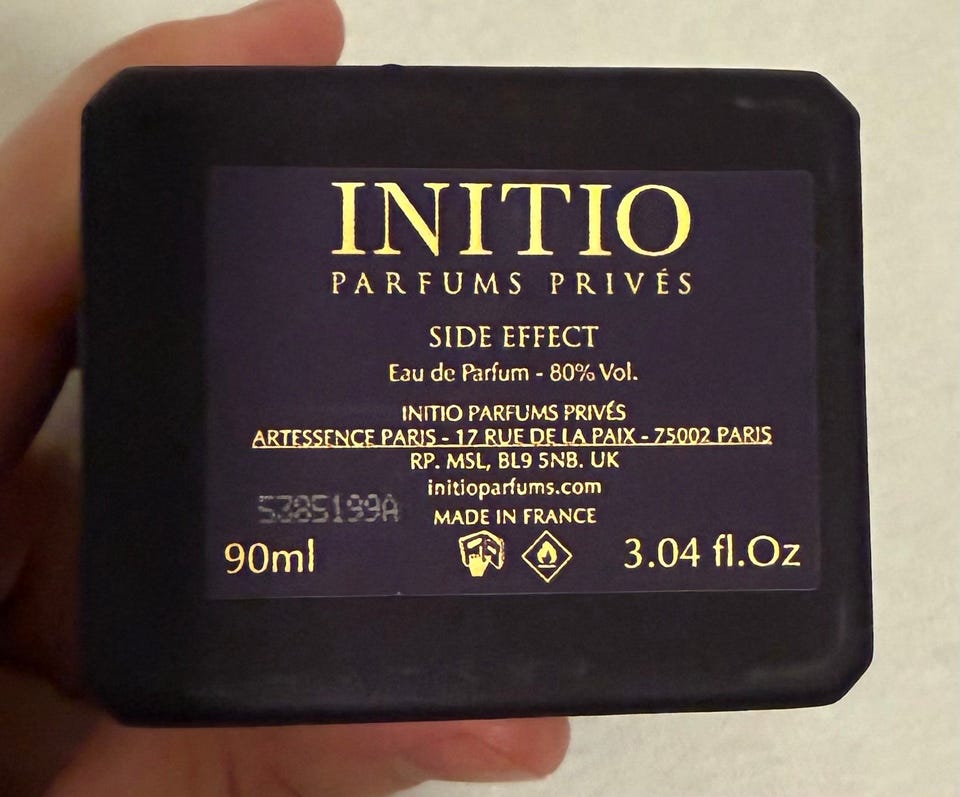 INITIO
PARFUMS PRIVÉS
SIDE EFFECT
Eau de Parfum - 80% Vol.
INITIO PARFUMS PRIVÉS
ARTESSENCE PARIS - 17 RUE DE LA PAIX - 75002 PARIS
RP. MSL, BL9 5NB. UK
initioparfums.com
5385199A
MADE IN FRANCE
90ml
3.04 fl.Oz